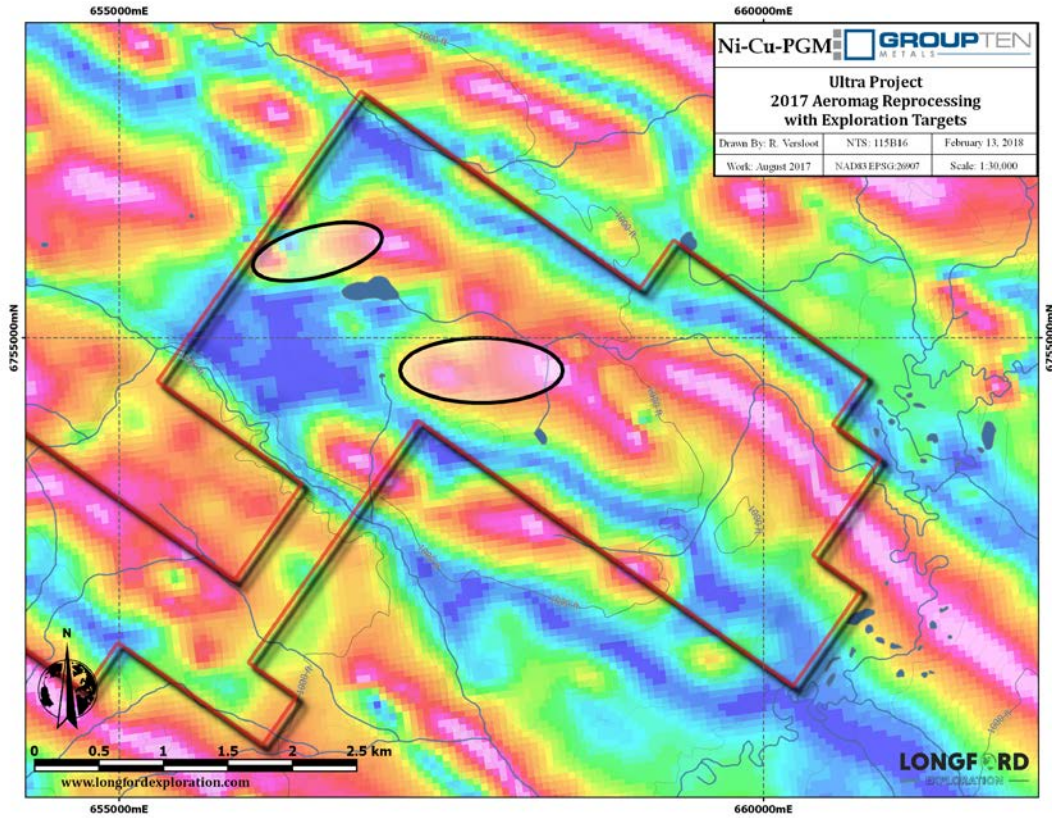 655000mE
660000mE
Ni-Cu-PGM
GROUP TEN
METALS
Ultra Project
2017 Aeromag Reprocessing
with Exploration Targets
Drawn By: R. Versloot
NTS: 115B16
February 13, 2018
Work: August 2017
NAD83 EPSG:26907
Scale: 1:30,000
6755000mN
6755000mN
N
0 0.5 1 1.5 2 2.5 km
www.longfordexploration.com
LONGFORD
EXPLORATION
655000mE
660000mE